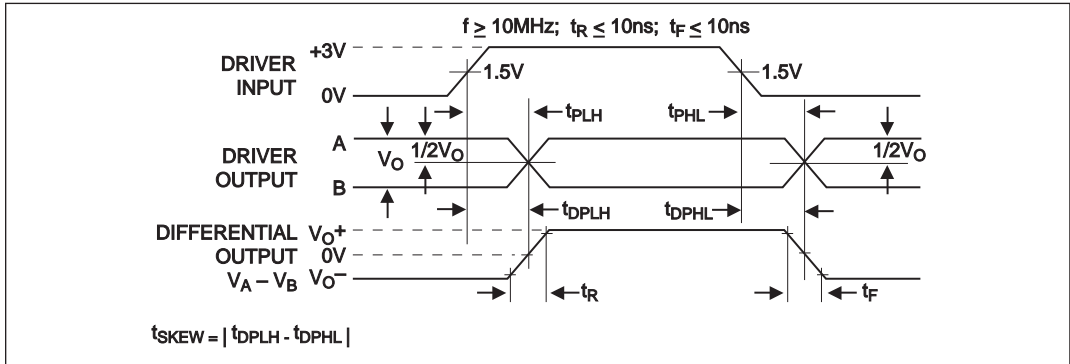 f ≥ 10MHz; tR ≤ 10ns; tF ≤ 10ns
+3V
DRIVER
INPUT
1.5V
1.5V
0V
tPLH
tPHL
A
VO
1/2VO
1/2VO
DRIVER
OUTPUT
B
tDPLH
tDPHL
DIFFERENTIAL
OUTPUT
VA – VB
VO+
0V
VO–
tR
tF
tSKEW = | tDPLH - tDPHL |